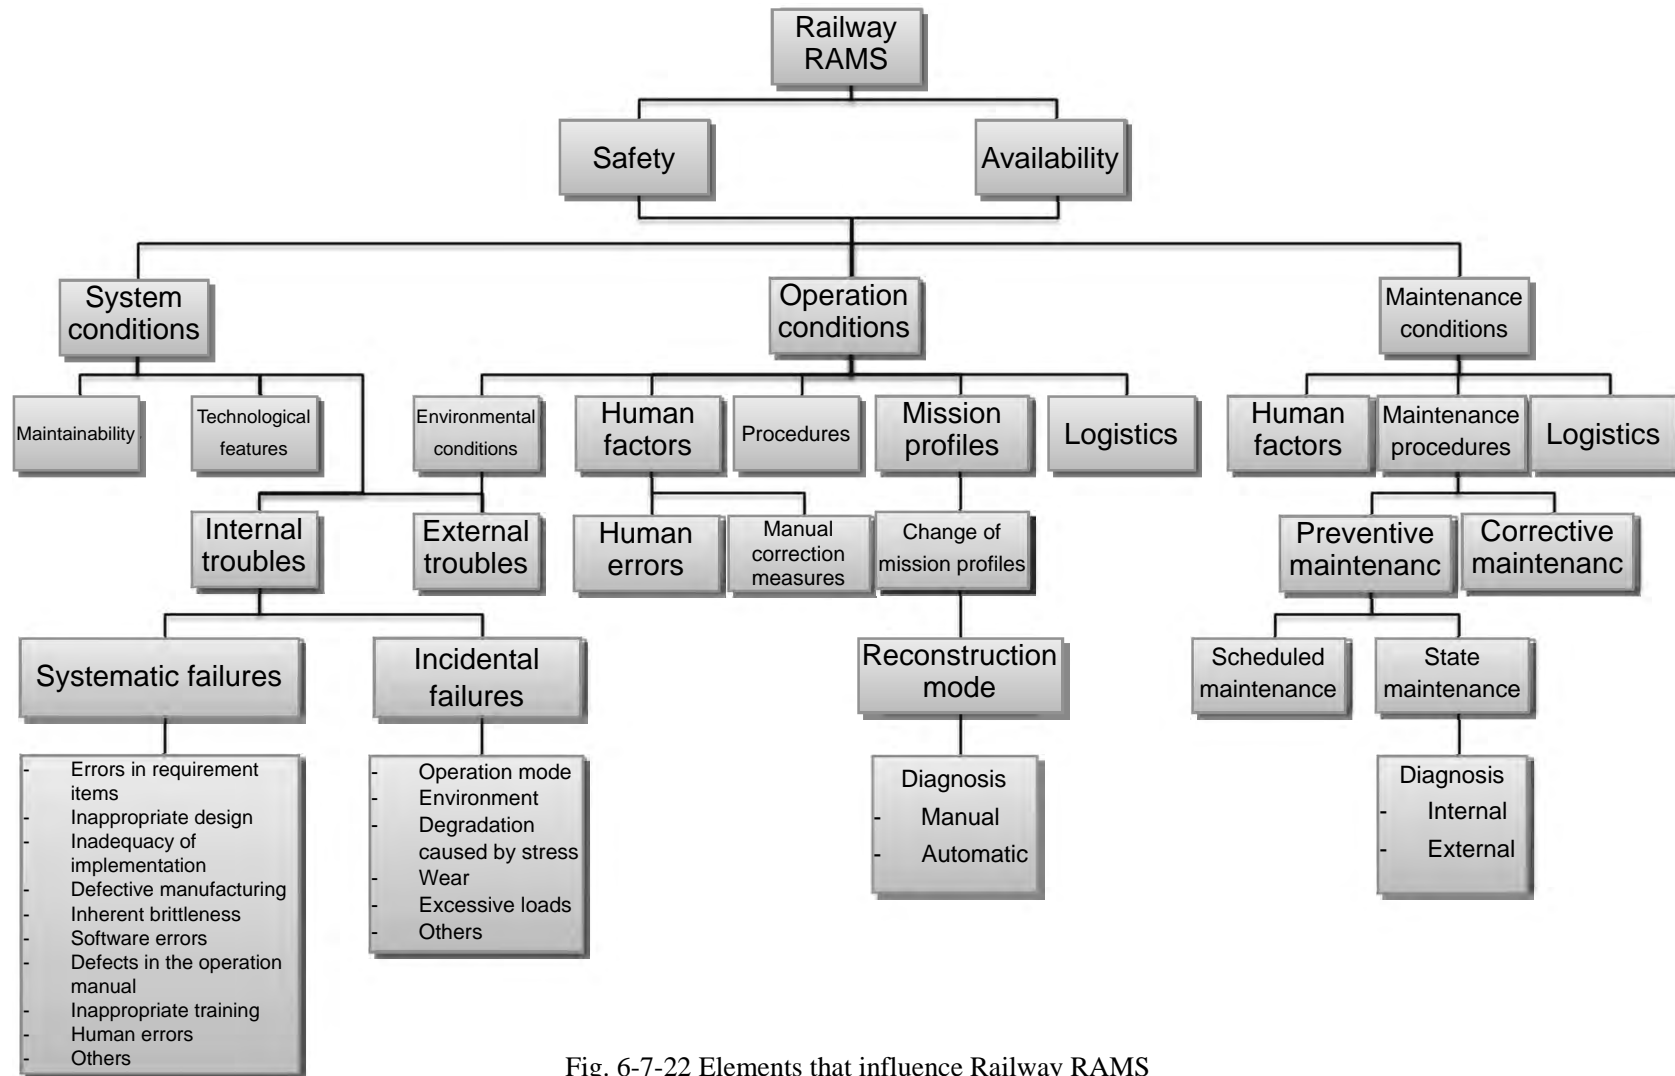 Railway
RAMS
Safety
Availability
System
conditions
Operation
conditions
Maintenance
conditions
Maintainability
Technological
features
Environmental
conditions
Human
factors
Procedures
Mission
profiles
Logistics
Human
factors
Maintenance
procedures
Logistics
Internal
troubles
External
troubles
Human
errors
Manual
correction
measures
Change of
mission profiles
Preventive
maintenanc
Corrective
maintenanc
Systematic failures
Incidental
failures
Reconstruction
mode
Scheduled
maintenance
State
maintenance
- Errors in requirement
items
- Inappropriate design
- Inadequacy of
implementation
- Defective manufacturing
- Inherent brittleness
- Software errors
- Defects in the operation
manual
- Inappropriate training
- Human errors
- Others
- Operation mode
- Environment
- Degradation
caused by stress
- Wear
- Excessive loads
- Others
Diagnosis
- Manual
- Automatic
Diagnosis
- Internal
- External
Fig. 6-7-22 Elements that influence Railway RAMS